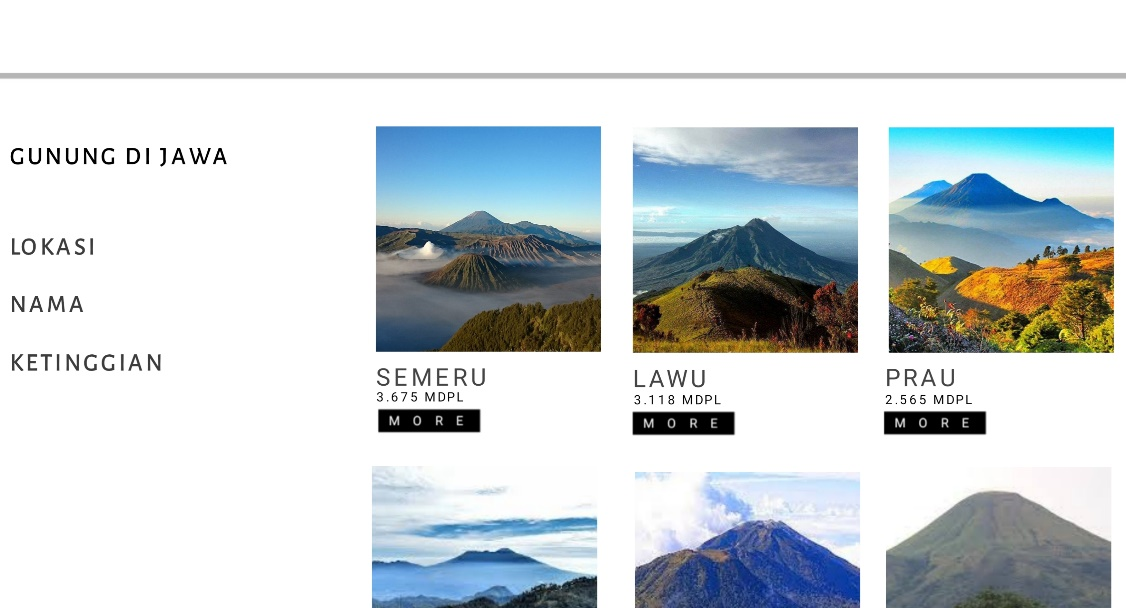 GUNUNG DI JAWA
LOKASI
NAMA
KETINGGIAN
SEMERU
3.675 MDPL
MORE
LAWU
3.118 MDPL
MORE
PRAU
2.565 MDPL
MORE